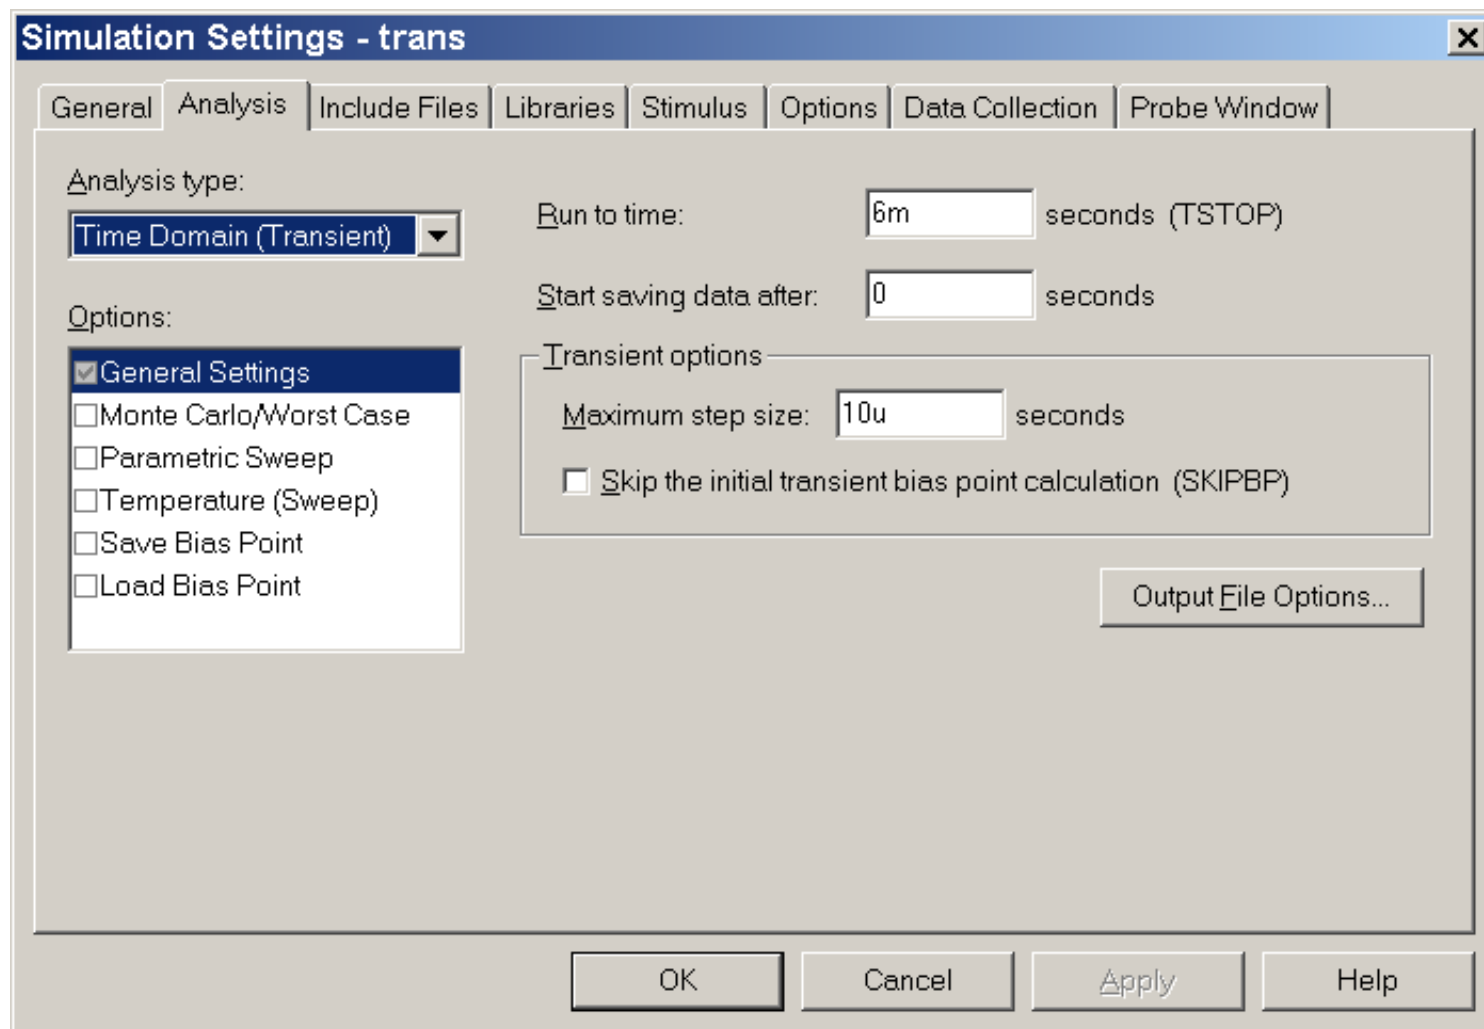 Simulation Settings - trans
General Analysis Include Files Libraries Stimulus Options Data Collection Probe Window
Analysis type:
Time Domain (Transient)
Options:
General Settings
Monte Carlo/Worst Case
Parametric Sweep
Temperature (Sweep)
Save Bias Point
Load Bias Point
Run to time: 6m seconds (TSTOP)
Start saving data after: 0 seconds
Transient options
Maximum step size: 10u seconds
Skip the initial transient bias point calculation (SKIPBP)
Output File Options...
OK Cancel Apply Help